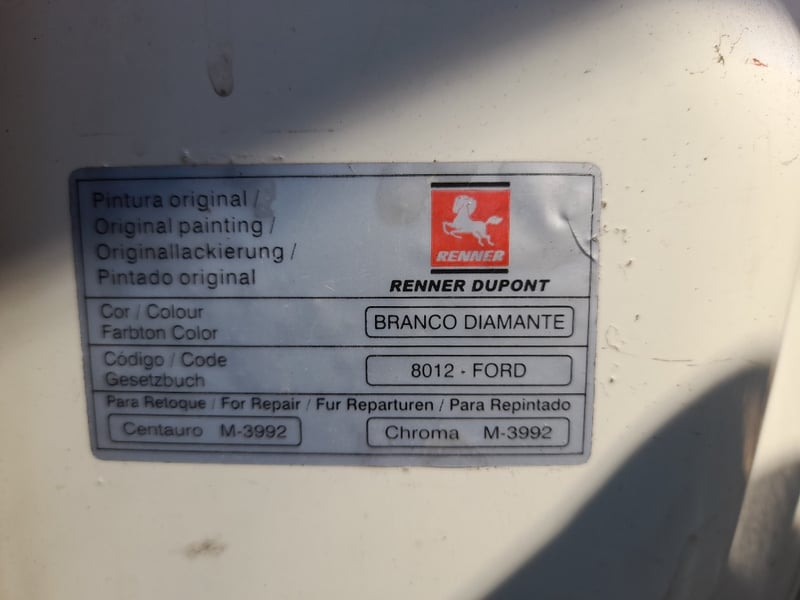 Pintura original /
Original painting /
Originallackierung /
Pintado original
RENNER
RENNER DUPONT
Cor / Colour
Farbton Color
BRANCO DIAMANTE
Código / Code
Gesetzbuch
8012 - FORD
Para Retoque / For Repair / Fur Reparturen / Para Repintado
Centauro M-3992
Chroma M-3992